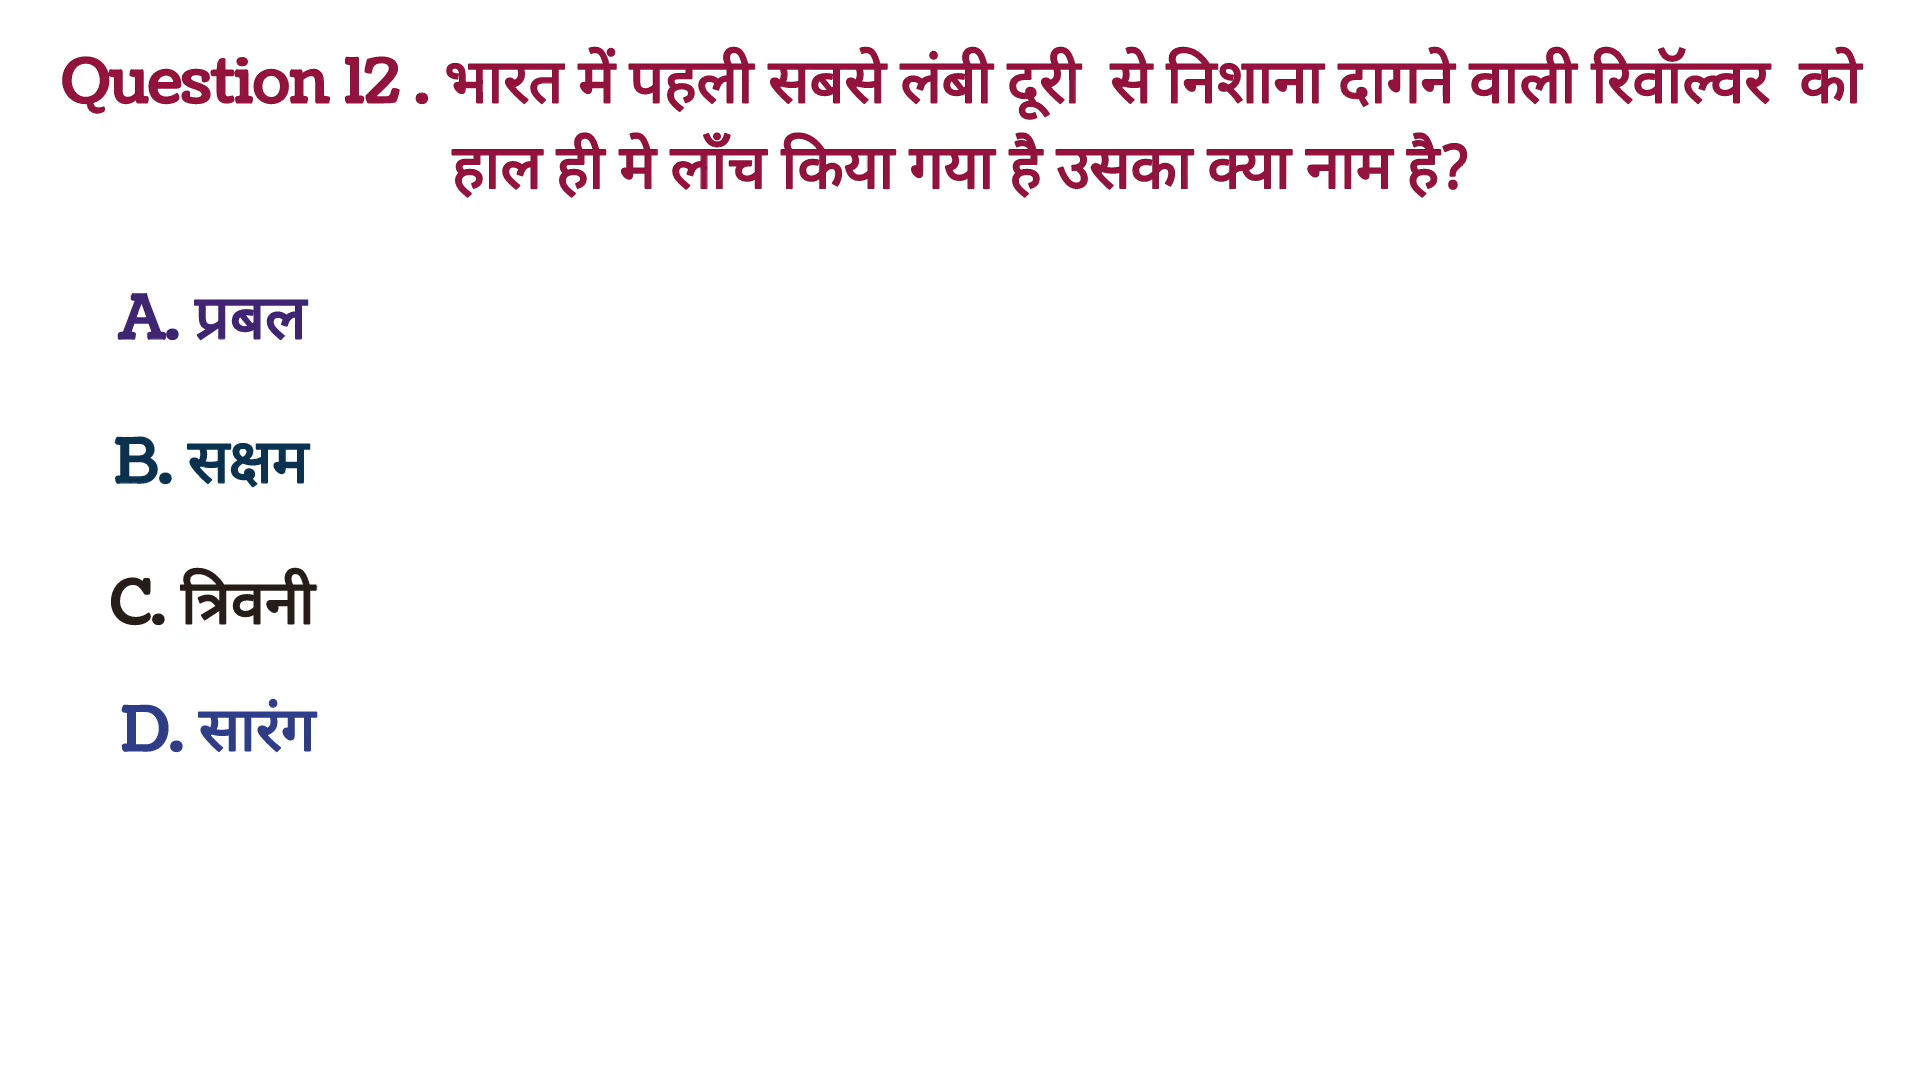 Question 12 . भारत में पहली सबसे लंबी दूरी से निशाना दागने वाली रिवॉल्वर को
हाल ही मे लाँच किया गया है उसका क्या नाम है?
A. प्रबल
B. सक्षम
C. त्रिवनी
D. सारंग